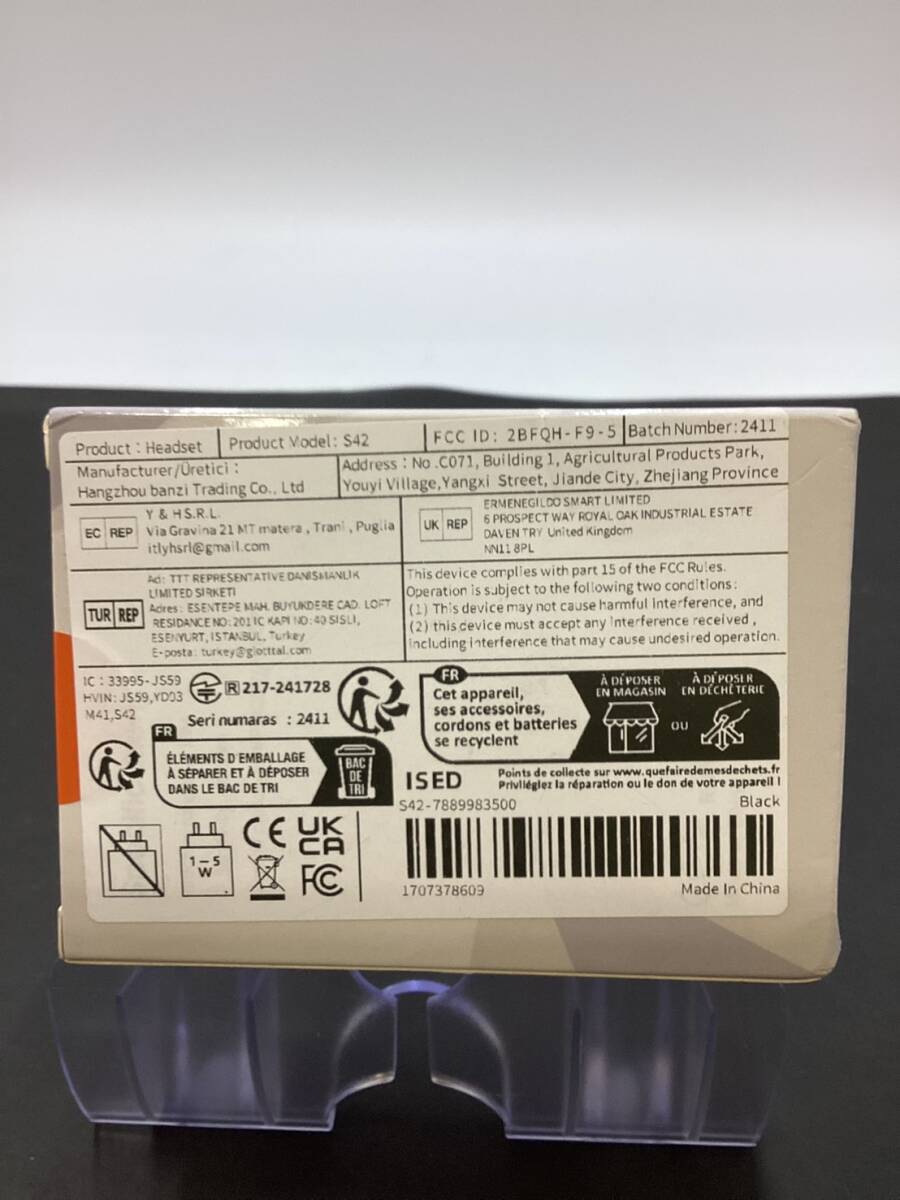 Product : Headset
Product Model: S42
FCC ID: 2BFQH-F9-5
Batch Number: 2411
Manufacturer/Üretici :
Hangzhou banzi Trading Co., Ltd
Address : No .C071, Building 1, Agricultural Products Park,
Youyi Village,Yangxi Street, Jiande City, Zhejiang Province
EC REP
Y & H S.R.L.
Via Gravina 21 MT matera , Trani , Puglia
itlyhsrl@gmail.com
UK REP
ERMENEGILDO SMART LIMITED
6 PROSPECT WAY ROYAL OAK INDUSTRIAL ESTATE
DAVENTRY United Kingdom
NN11 8PL
TUR REP
Ad: TTT REPRESENTATIVE DANISMANLIK
LIMITED SIRKETI
Adres: ESENTEPE MAH. BUYUKDERE CAD. LOFT
RESIDANCE NO: 201 IC KAPI NO: 40 SISLI,
ESENYURT, ISTANBUL, Turkey
E-posta: turkey@glottal.com
This device complies with part 15 of the FCC Rules.
Operation is subject to the following two conditions:
(1) This device may not cause harmful interference, and
(2) this device must accept any interference received ,
including interference that may cause undesired operation.
IC : 33995-JS59
HVIN: JS59,YD03
M41,S42
R 217-241728
Seri numaras : 2411
FR
ÉLÉMENTS D'EMBALLAGE
À SÉPARER ET À DÉPOSER
DANS LE BAC DE TRI
BAC
DE
TRI
FR
Cet appareil,
ses accessoires,
cordons et batteries
se recyclent
À DÉPOSER
EN MAGASIN
OU
À DÉPOSER
EN DÉCHÈTERIE
ISED
Points de collecte sur www.quefairedemesdechets.fr
Privilégiez la réparation ou le don de votre appareil !
1–5
W
CE
UK
CA
FC
S42-7889983500
Black
1707378609
Made In China